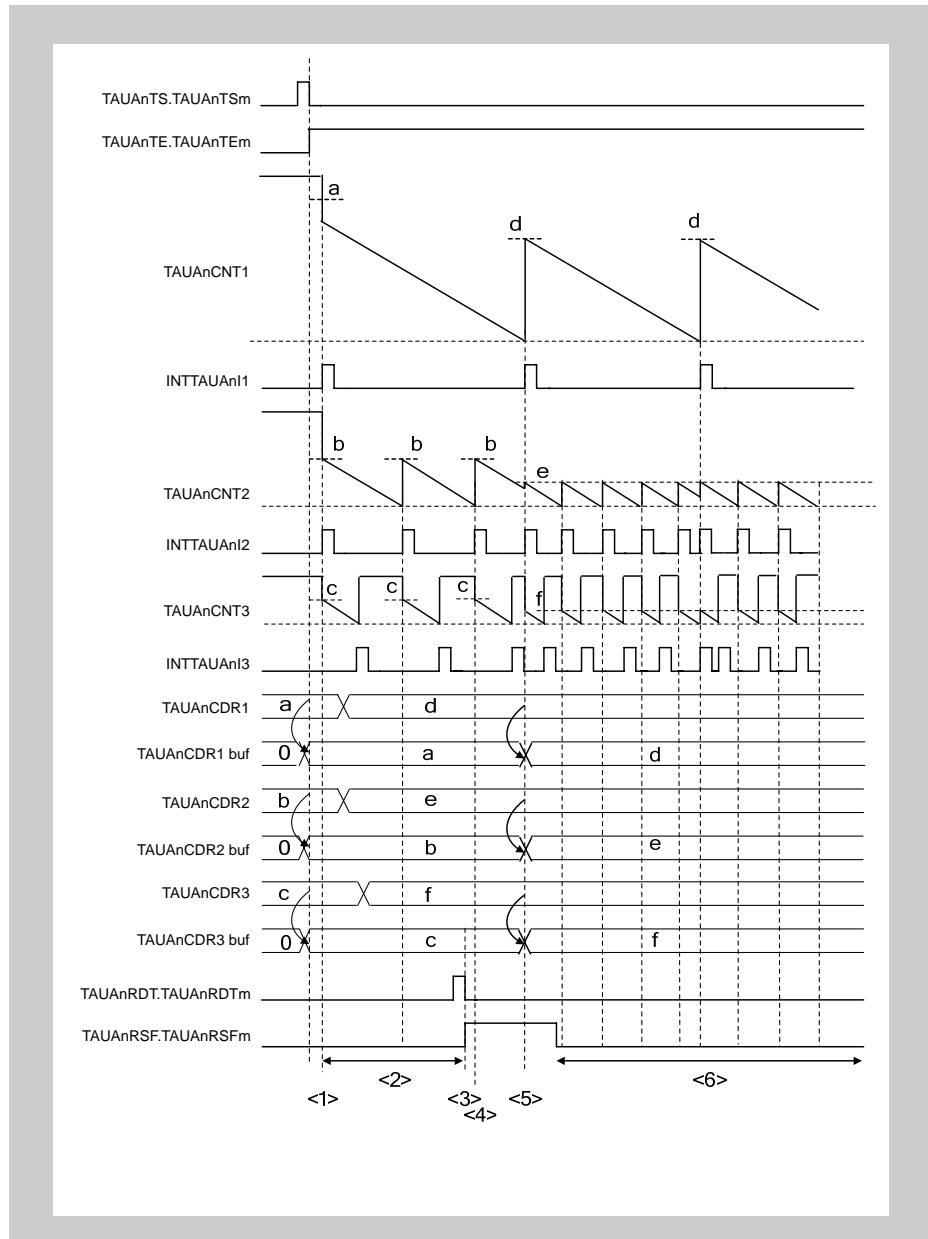 TAUAnTS.TAUAnTSm
TAUAnTE.TAUAnTEm
a
d
d
TAUAnCNT1
INTTAUAnI1
b
b
b
e
TAUAnCNT2
INTTAUAnI2
c
c
c
f
TAUAnCNT3
INTTAUAnI3
TAUAnCDR1
a
d
TAUAnCDR1 buf
0
a
d
TAUAnCDR2
b
e
TAUAnCDR2 buf
0
b
e
TAUAnCDR3
c
f
TAUAnCDR3 buf
0
c
f
TAUAnRDT.TAUAnRDTm
TAUAnRSF.TAUAnRSFm
<2>
<6>
<1>
<3>
<5>
<4>